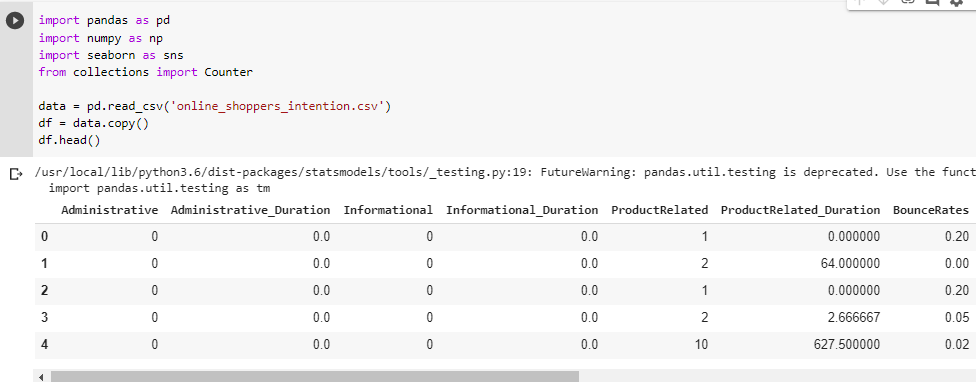 import pandas as pd
import numpy as np
import seaborn as sns
from collections import Counter
data = pd.read_csv('online_shoppers_intention.csv')
df = data.copy()
df.head()
/usr/local/lib/python3.6/dist-packages/statsmodels/tools/_testing.py:19: FutureWarning: pandas.util.testing is deprecated. Use the funct
import pandas.util.testing as tm
Administrative Administrative_Duration Informational Informational_Duration ProductRelated ProductRelated_Duration BounceRates
0 0 0.0 0 0.0 1 0.000000 0.20
1 0 0.0 0 0.0 2 64.000000 0.00
2 0 0.0 0 0.0 1 0.000000 0.20
3 0 0.0 0 0.0 2 2.666667 0.05
4 0 0.0 0 0.0 10 627.500000 0.02